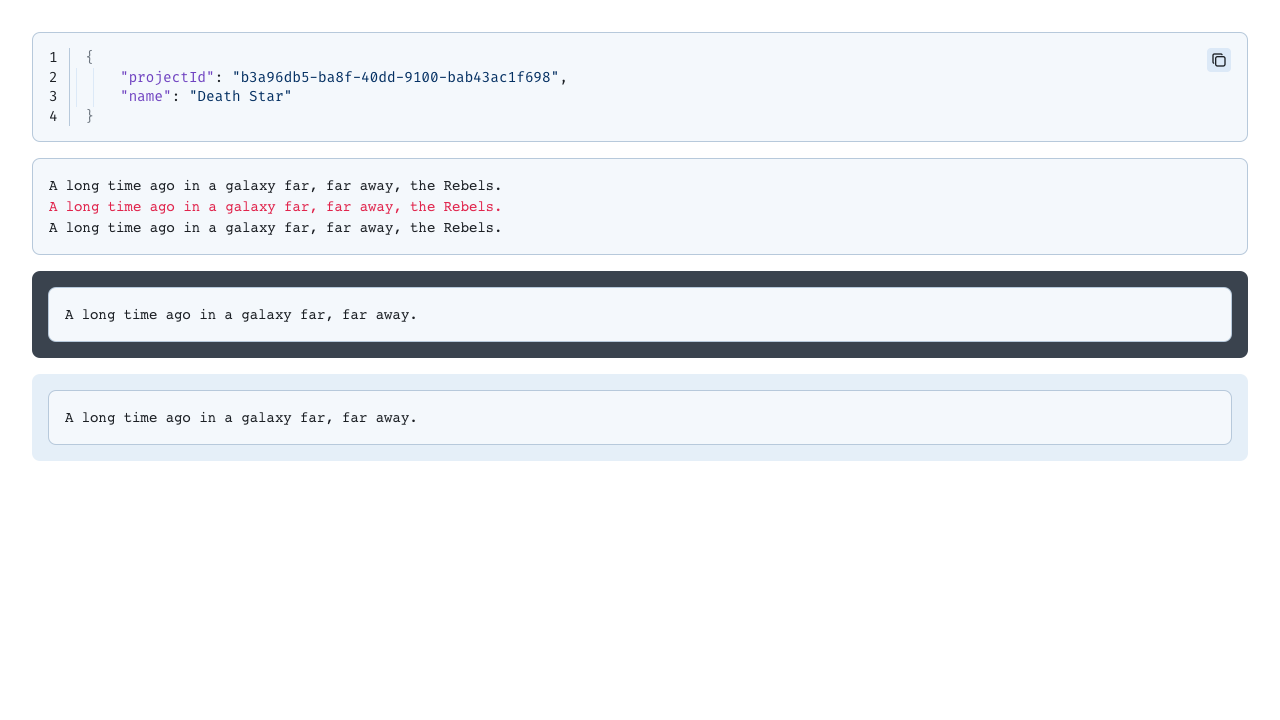 1 {
2 "projectId": "b3a96db5-ba8f-40dd-9100-bab43ac1f698",
3 "name": "Death Star"
4 }
A long time ago in a galaxy far, far away, the Rebels.
A long time ago in a galaxy far, far away, the Rebels.
A long time ago in a galaxy far, far away, the Rebels.
A long time ago in a galaxy far, far away.
A long time ago in a galaxy far, far away.